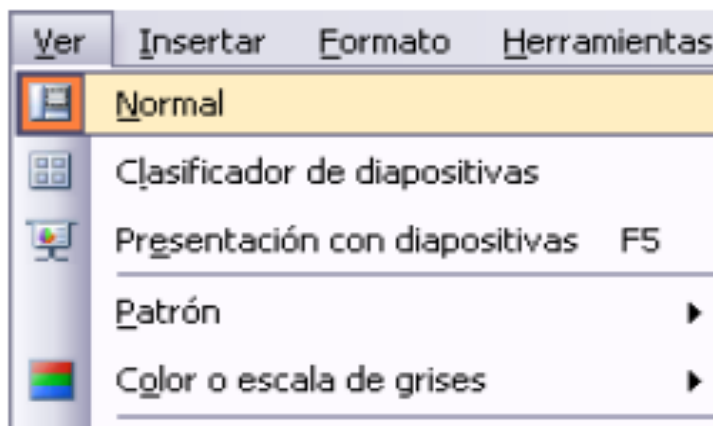 Ver Insertar Formato Herramientas
Normal
Clasificador de diapositivas
Presentación con diapositivas F5
Patrón
Color o escala de grises